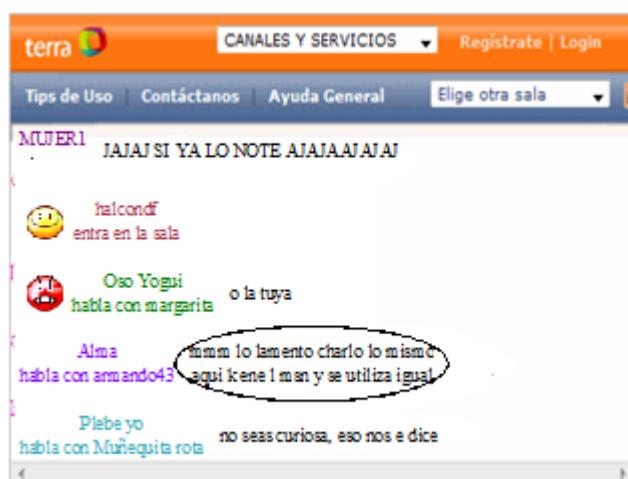 terra CANALES Y SERVICIOS Regístrate | Login
Tips de Uso | Contáctanos | Ayuda General Elige otra sala
MUJER1 JAJAJ SI YA LO NOTE AJAJAAJAJAJ
halcondf
entra en la sala
Oso Yogui
habla con margarita o la tuya
Alma mmm lo lamento charlo lo mismo
habla con armando43 aqui k ene l msn y se utiliza igual
Plebe yo
habla con Muñequita rota no seas curiosa, eso nos e dice